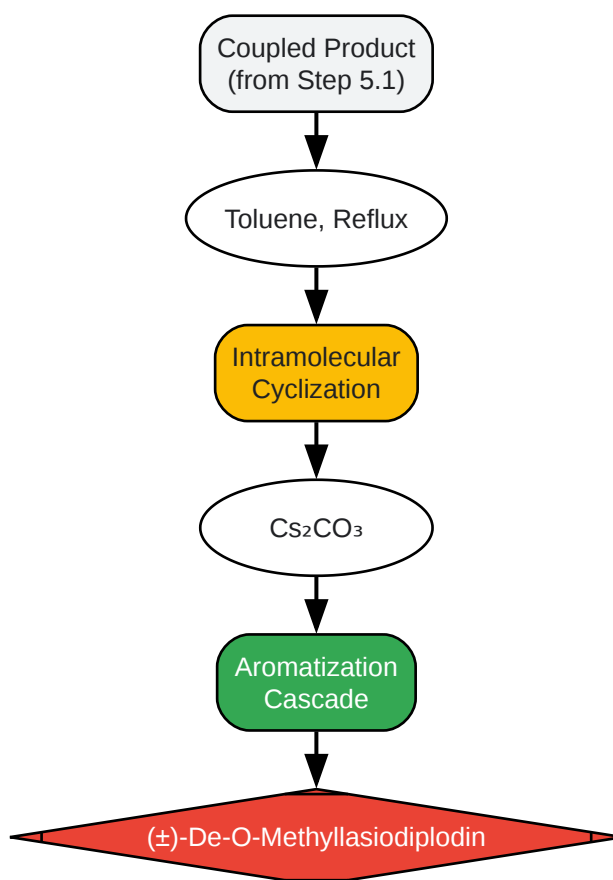 Coupled Product
(from Step 5.1)
Toluene, Reflux
Intramolecular
Cyclization
Cs₂CO₃
Aromatization
Cascade
(±)-De-O-Methyllasiodiplodin